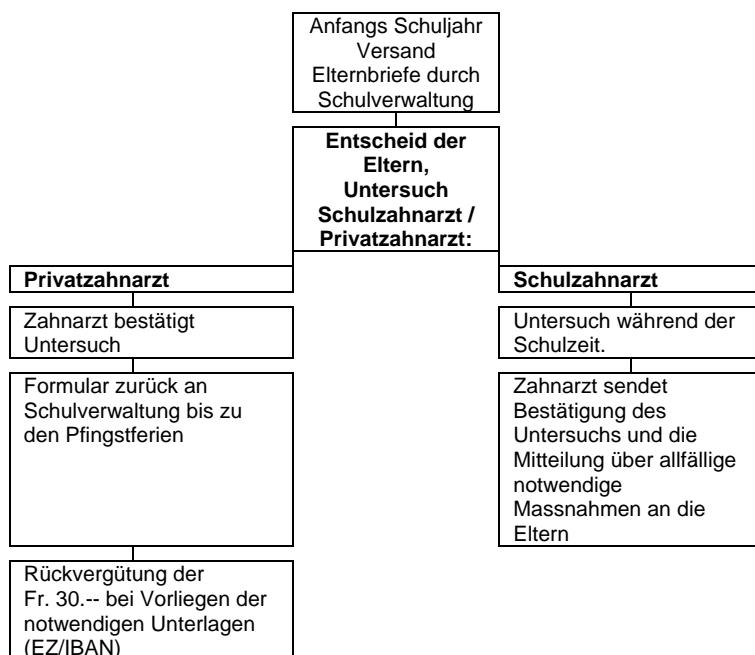 Anfangs Schuljahr
Versand
Elternbriefe durch
Schulverwaltung
Entscheid der
Eltern,
Untersuch
Schulzahnarzt /
Privatzahnarzt:
Privatzahnarzt
Zahnarzt bestätigt
Untersuch
Formular zurück an
Schulverwaltung bis zu
den Pfingstferien
Rückvergütung der
Fr. 30.-- bei Vorliegen der
notwendigen Unterlagen
(EZ/IBAN)
Schulzahnarzt
Untersuch während der
Schulzeit.
Zahnarzt sendet
Bestätigung des
Untersuchs und die
Mitteilung über allfällige
notwendige
Massnahmen an die
Eltern